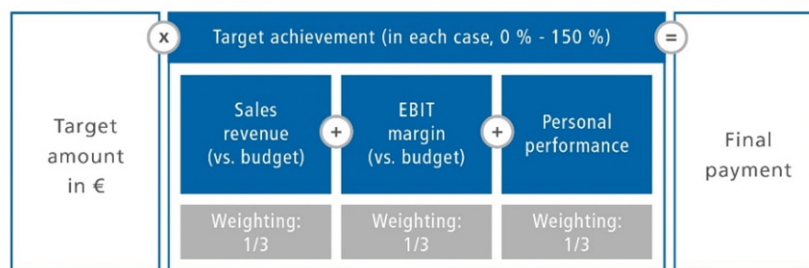 x
Target achievement (in each case, 0 % - 150 %)
=
Target
amount
in €
Sales
revenue
(vs. budget)
+
EBIT
margin
(vs. budget)
+
Personal
performance
Final
payment
Weighting:
1/3
Weighting:
1/3
Weighting:
1/3